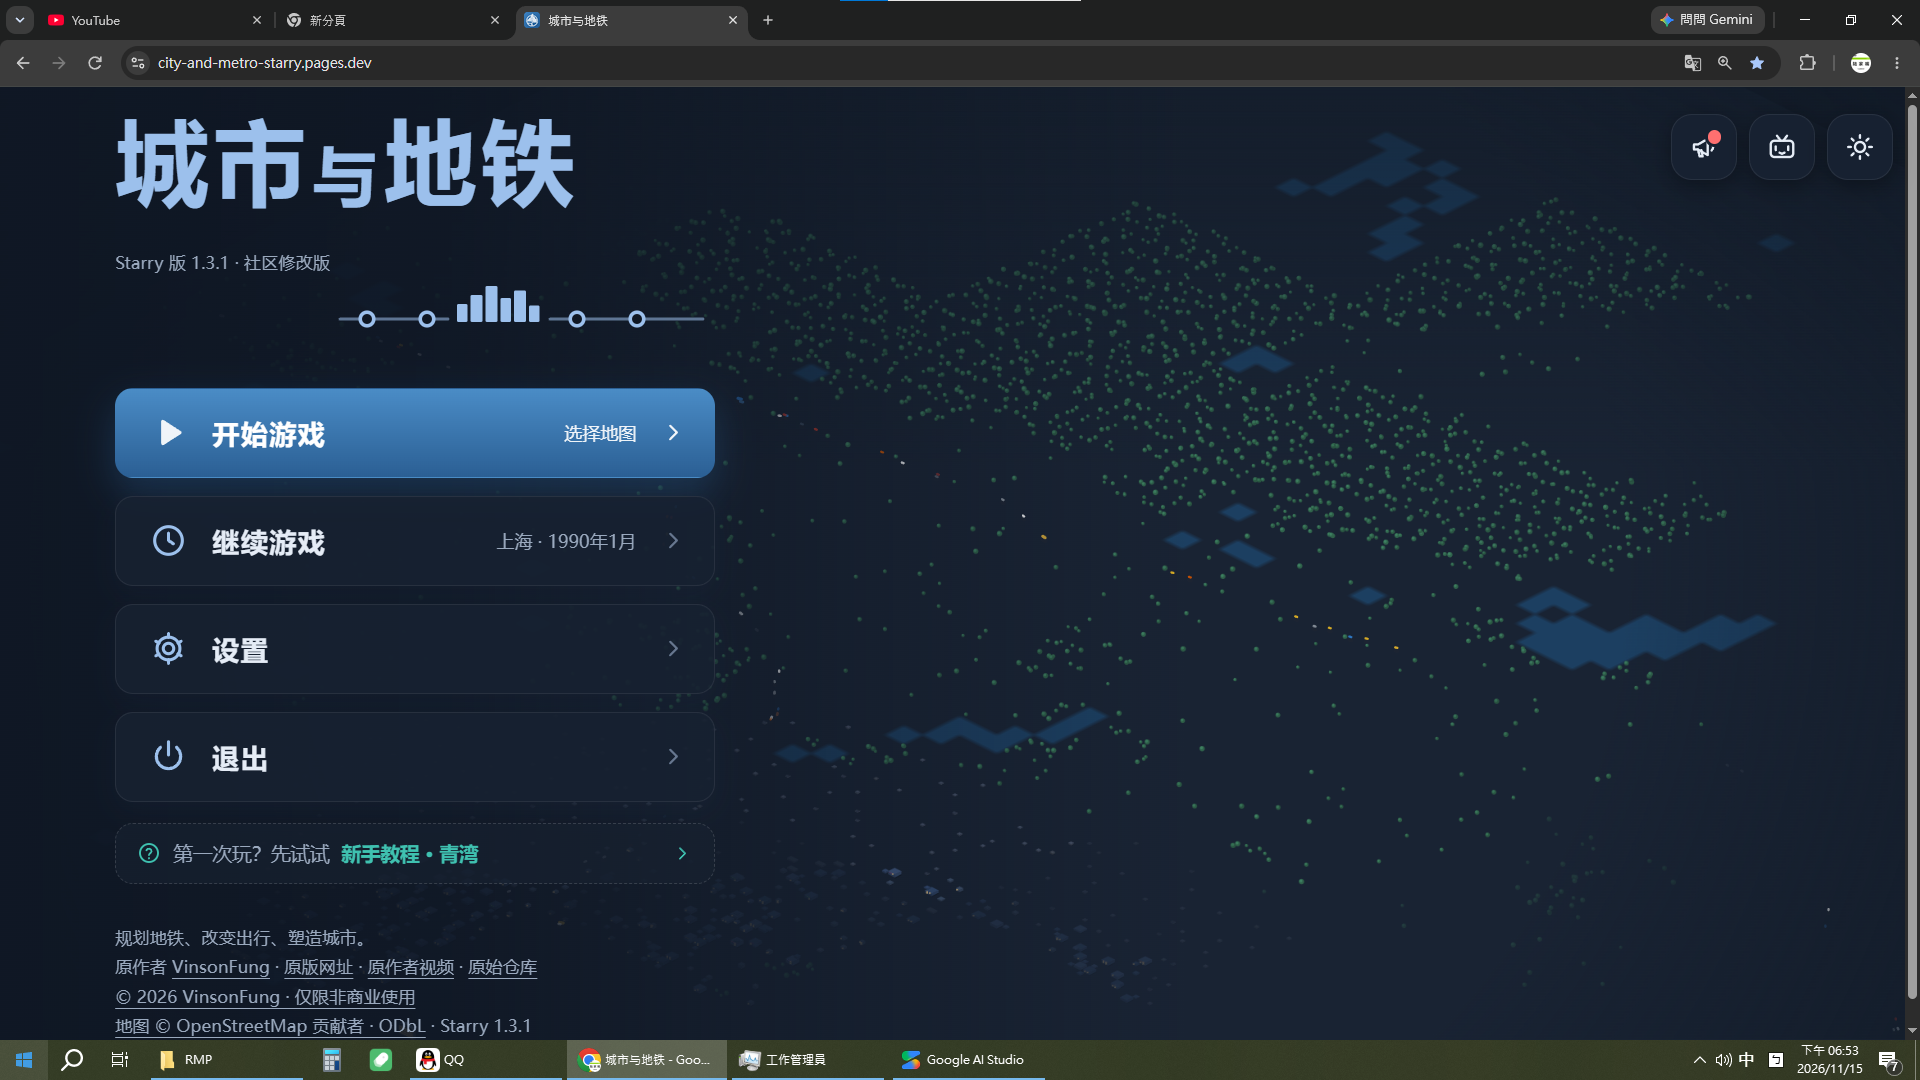 YouTube
新分頁
城市与地铁
問問 Gemini
city-and-metro-starry.pages.dev
城市与地铁
Starry 版 1.3.1 · 社区修改版
开始游戏 选择地图
继续游戏 上海 · 1990年1月
设置
退出
第一次玩？先试试 新手教程 • 青湾
规划地铁、改变出行、塑造城市。
原作者 VinsonFung · 原版网址 · 原作者视频 · 原始仓库
© 2026 VinsonFung · 仅限非商业使用
地图 © OpenStreetMap 贡献者 · ODbL · Starry 1.3.1
RMP
QQ
城市与地铁 - Goo...
工作管理員
Google AI Studio
中
下午 06:53
2026/11/15
7